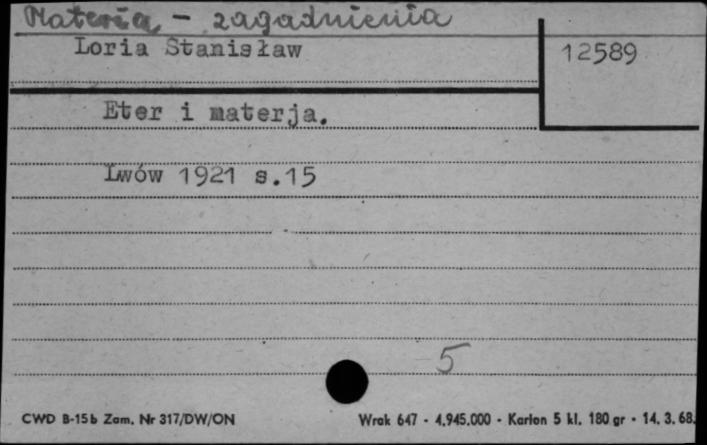 Materia - zagadnienia
Loria Stanisław
12589
Eter i materja.
Lwów 1921 s.15
5
CWD B-15b Zam. Nr 317/DW/ON
Wrak 647 - 4.945.000 - Karton 5 kl. 180 gr - 14. 3. 68.